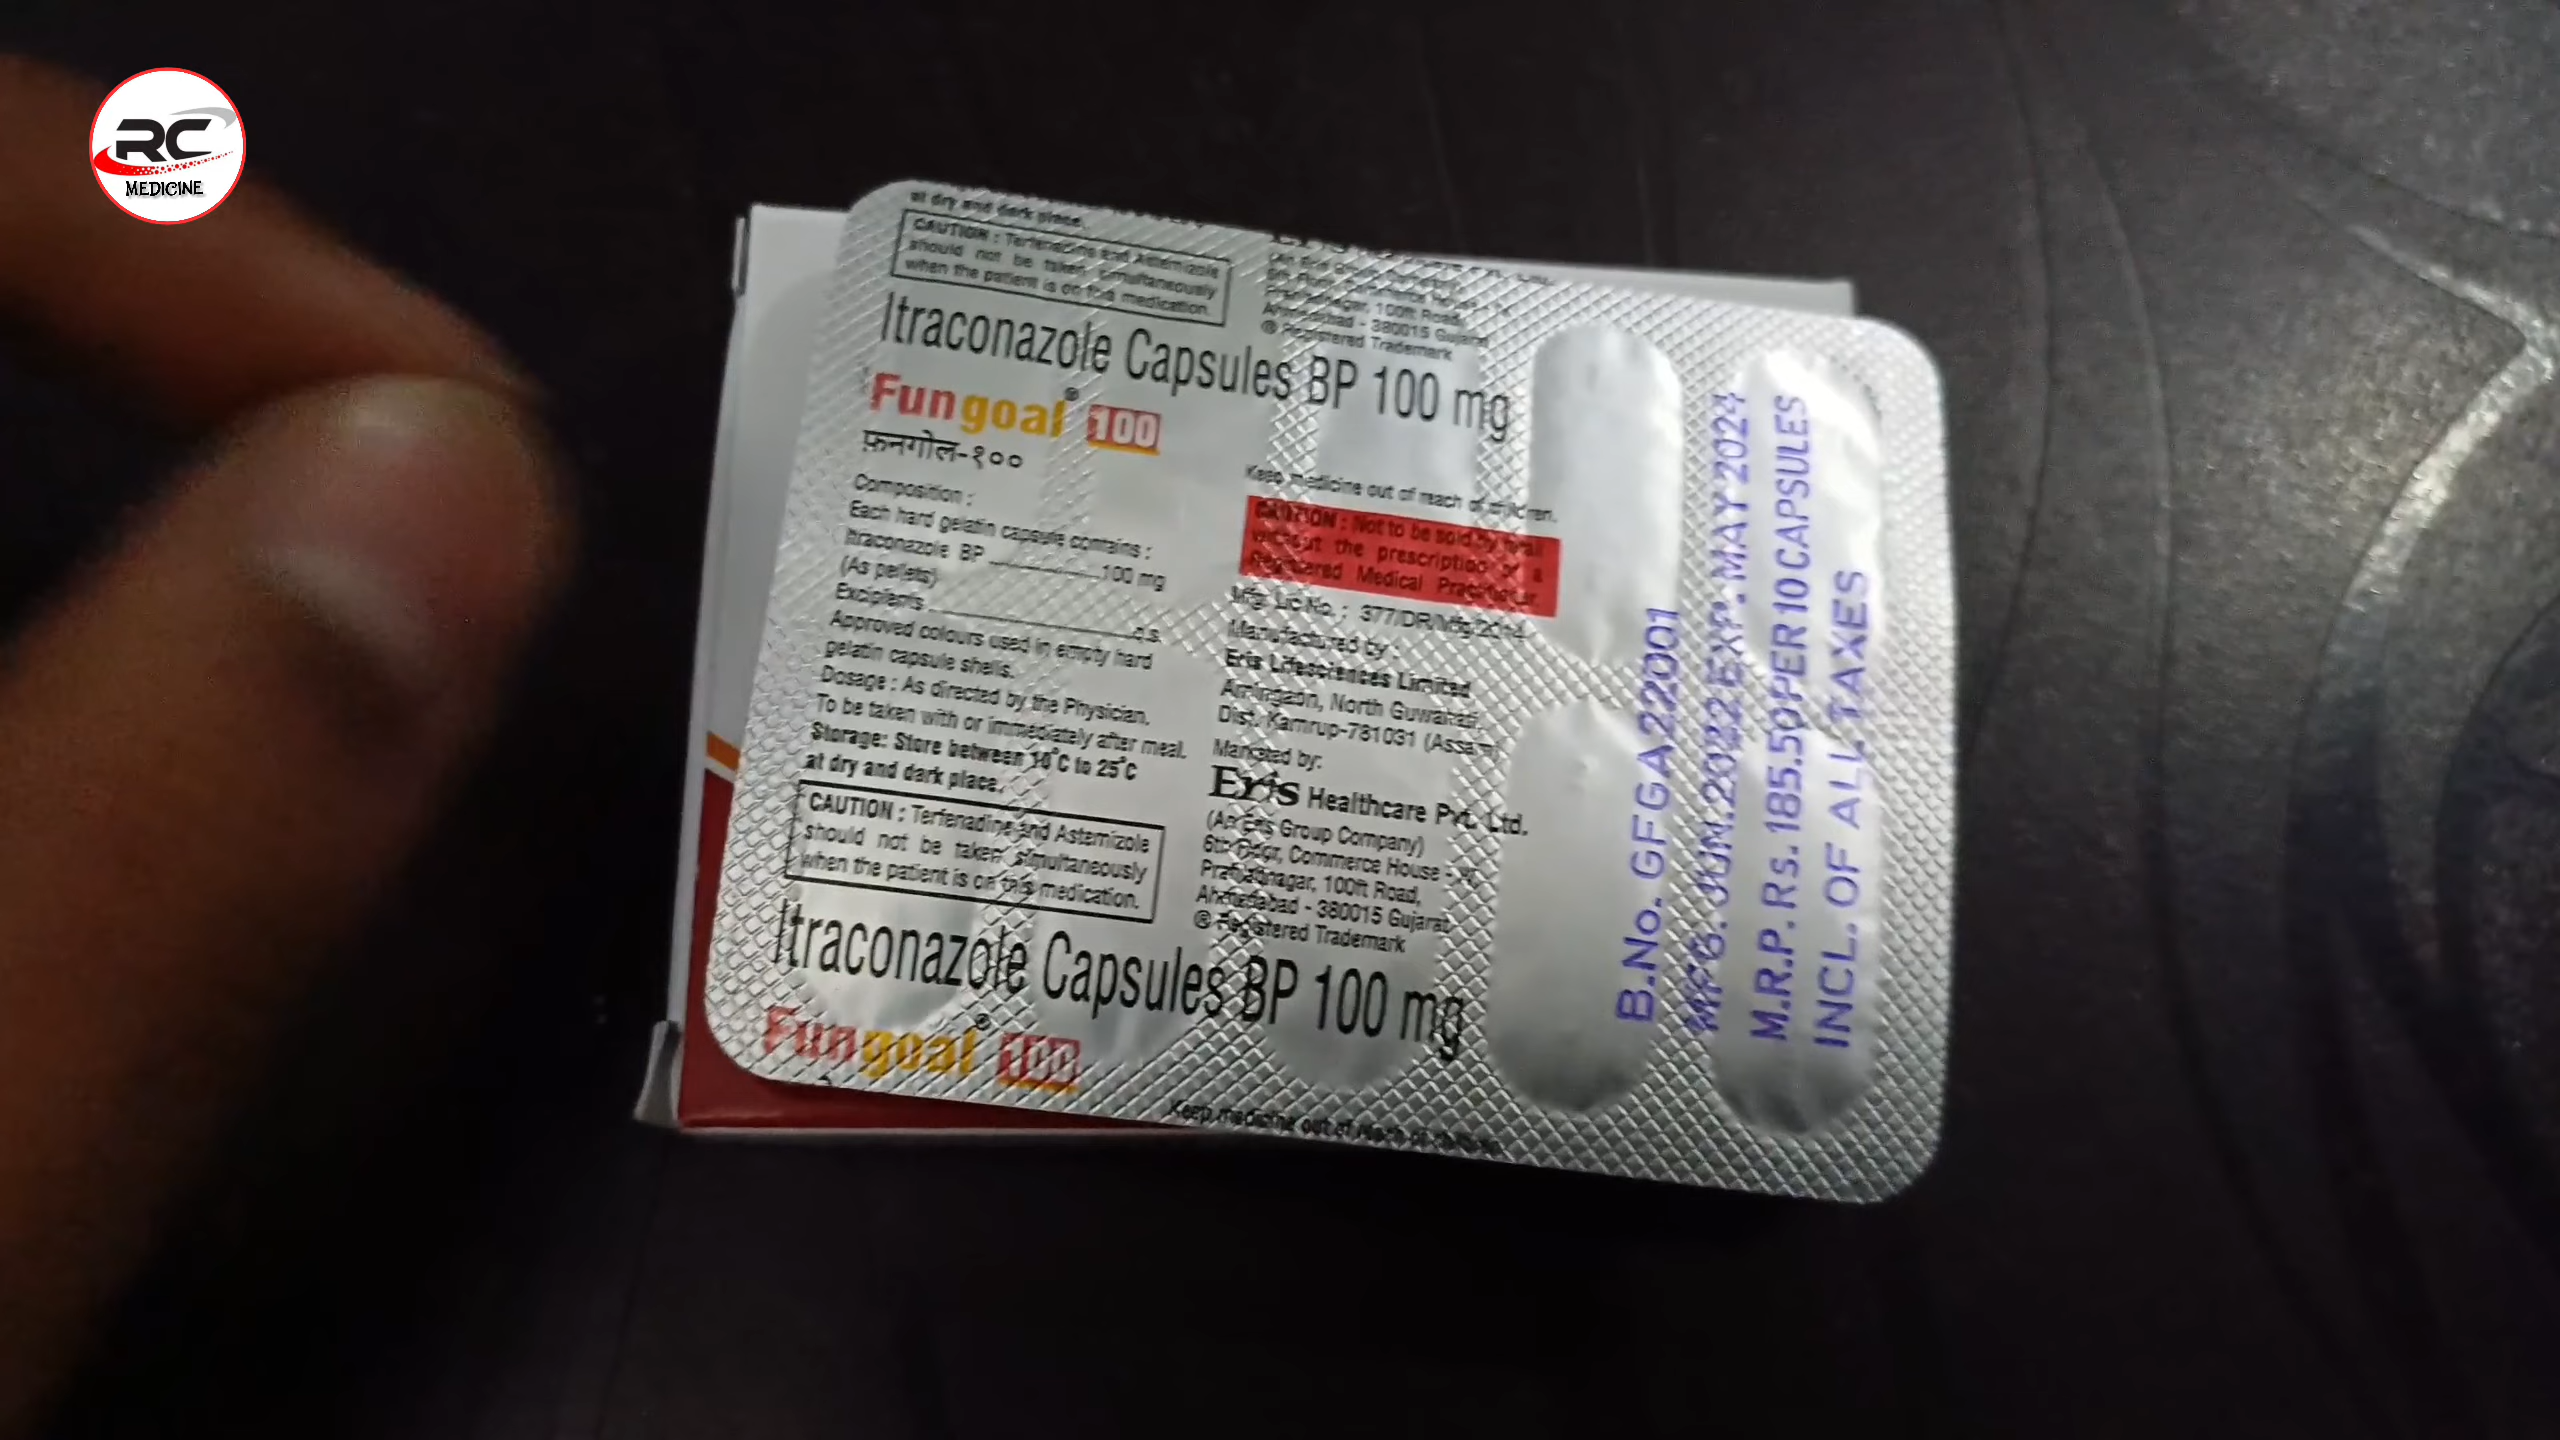 RC
MEDICINE
at dry and dark place.
CAUTION : Terfenadine and Astemizole
should not be taken simultaneously
when the patient is on this medication.
100ft Road,
Ahmedabad - 380015 Gujarat
® Registered Trademark
Itraconazole Capsules BP 100 mg
Fungoal® 100
फ़नगोल-१००
Composition :
Each hard gelatin capsule contains :
Itraconazole BP ............ 100 mg
(As pellets)
Excipients ............ q.s.
Approved colours used in empty hard
gelatin capsule shells.
Dosage : As directed by the Physician.
To be taken with or immediately after meal.
Storage: Store between 10°C to 25°C
at dry and dark place.
CAUTION : Terfenadine and Astemizole
should not be taken simultaneously
when the patient is on this medication.
Keep medicine out of reach of children.
CAUTION : Not to be sold by retail
without the prescription of a
Registered Medical Practitioner.
Mfg. Lic No. : 377/DR/Mfg/2014
Manufactured by :
Eris Lifesciences Limited
Amingaon, North Guwahati,
Dist. Kamrup-781031 (Assam)
Marketed by:
Eris Healthcare Pvt. Ltd.
(An Eris Group Company)
6th Floor, Commerce House -
Prahladnagar, 100ft Road,
Ahmedabad - 380015 Gujarat
® Registered Trademark
Itraconazole Capsules BP 100 mg
Fungoal® 100
Keep medicine out of reach of children.
B.No. GFGA22001
MFG. JUN.2022 EXP. MAY 2024
M.R.P. Rs. 185.50 PER 10 CAPSULES
INCL. OF ALL TAXES